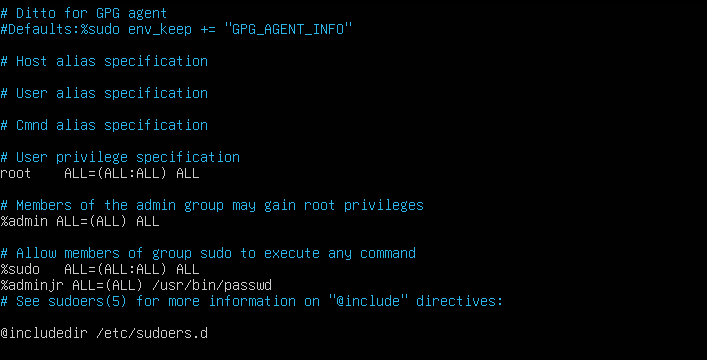 # Ditto for GPG agent
#Defaults:%sudo env_keep += "GPG_AGENT_INFO"
# Host alias specification
# User alias specification
# Cmnd alias specification
# User privilege specification
root    ALL=(ALL:ALL) ALL
# Members of the admin group may gain root privileges
%admin ALL=(ALL) ALL
# Allow members of group sudo to execute any command
%sudo   ALL=(ALL:ALL) ALL
%adminjr ALL=(ALL) /usr/bin/passwd
# See sudoers(5) for more information on "@include" directives:
@includedir /etc/sudoers.d